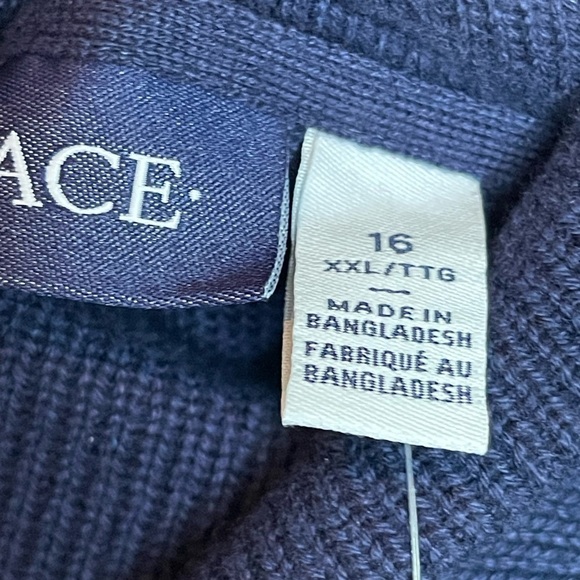 ACE
16
XXL/TTG
MADE IN
BANGLADESH
FABRIQUÉ AU
BANGLADESH